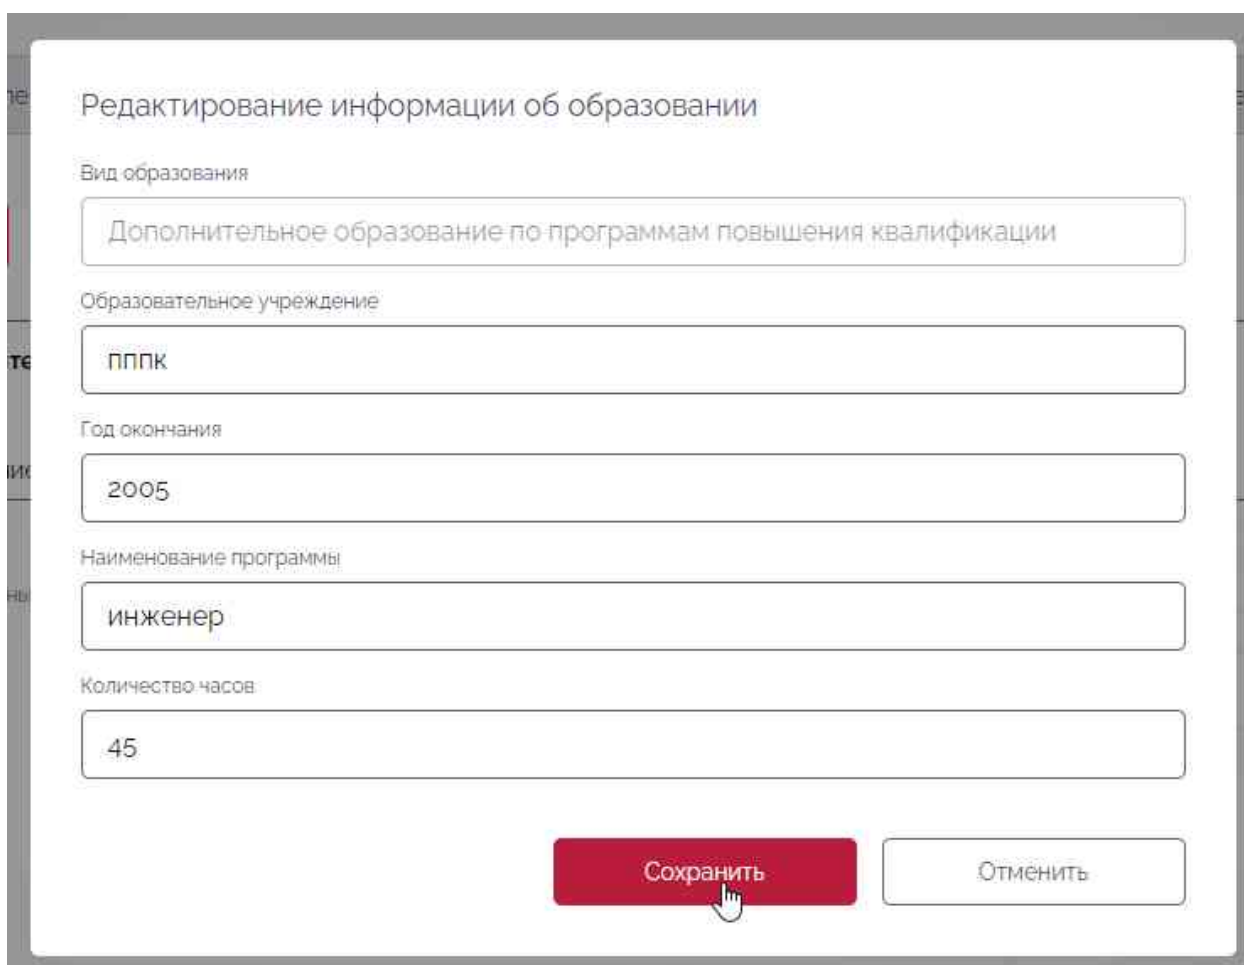 Редактирование информации об образовании
Вид образования
Дополнительное образование по программам повышения квалификации
Образовательное учреждение
пппк
Год окончания
2005
Наименование программы
инженер
Количество часов
45
Сохранить
Отменить